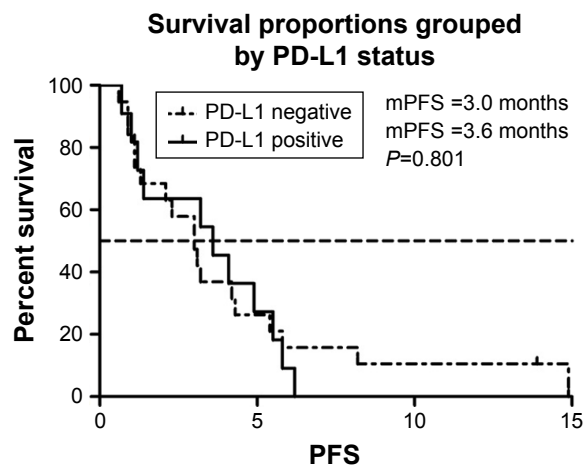 Survival proportions grouped
by PD-L1 status
100
80
60
40
20
0
Percent survival
PD-L1 negative
PD-L1 positive
mPFS =3.0 months
mPFS =3.6 months
P=0.801
0
5
10
15
PFS